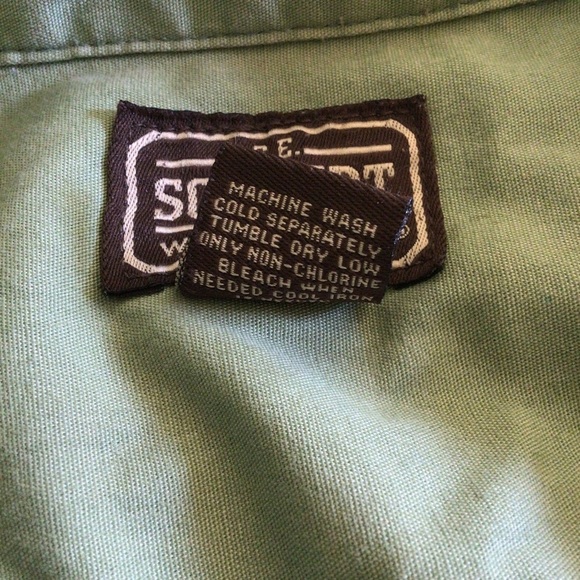 E.
MACHINE WASH
COLD SEPARATELY
TUMBLE DRY LOW
ONLY NON-CHLORINE
BLEACH WHEN
NEEDED COOL IRON